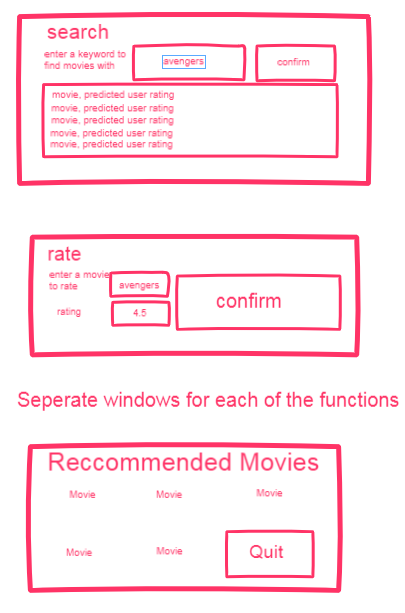 search
enter a keyword to
find movies with
avengers
confirm
movie, predicted user rating
movie, predicted user rating
movie, predicted user rating
movie, predicted user rating
movie, predicted user rating
rate
enter a movie
to rate
avengers
confirm
rating
4.5
Seperate windows for each of the functions
Reccommended Movies
Movie Movie Movie
Movie Movie Quit